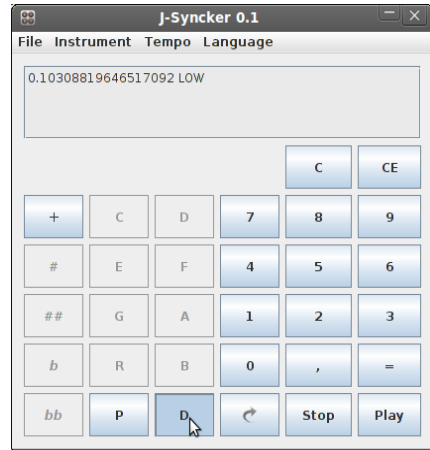 J-Syncker 0.1
File Instrument Tempo Language
0.10308819646517092 LOW
C CE
+ C D 7 8 9
# E F 4 5 6
## G A 1 2 3
b R B 0 , =
bb P D Stop Play